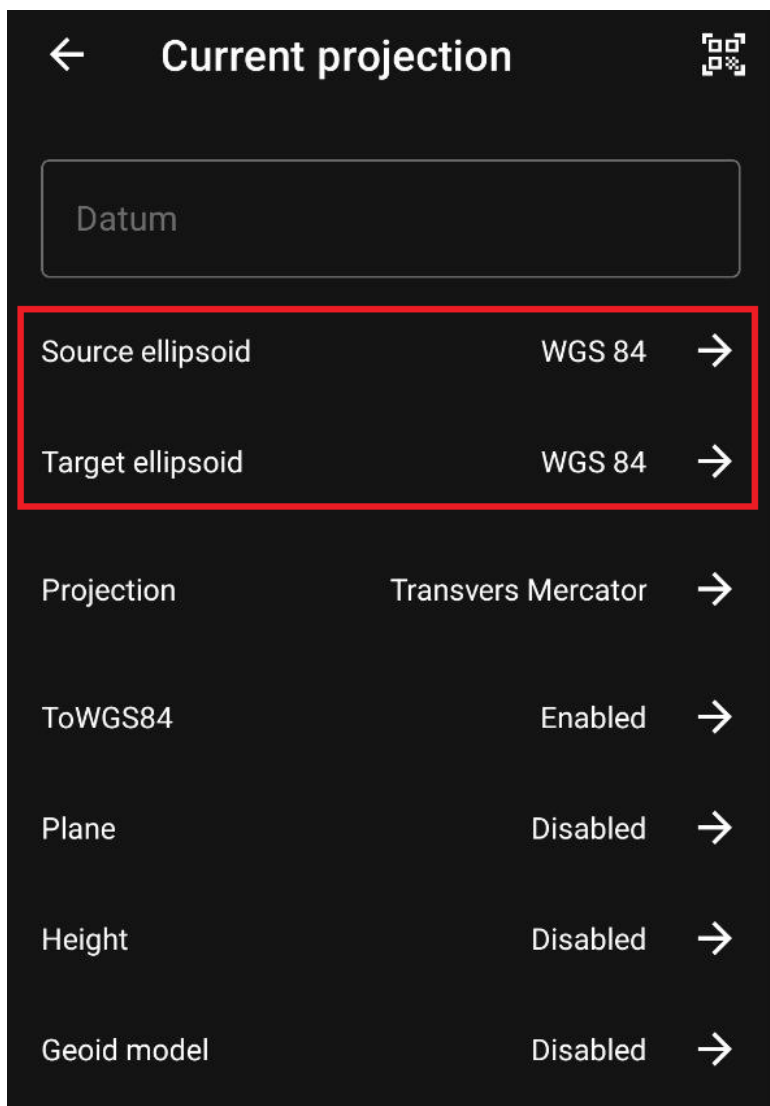 Current projection
Datum
Source ellipsoid WGS 84
Target ellipsoid WGS 84
Projection Transvers Mercator
ToWGS84 Enabled
Plane Disabled
Height Disabled
Geoid model Disabled